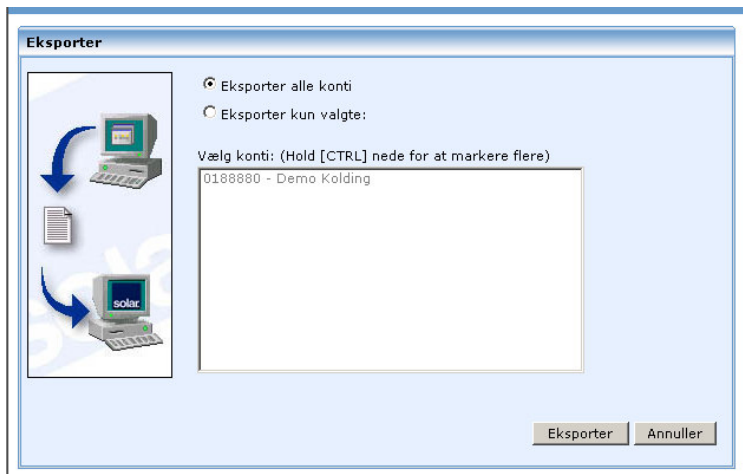 Eksporter
Eksporter alle konti
Eksporter kun valgte:
Vælg konti: (Hold [CTRL] nede for at markere flere)
0188880 - Demo Kolding
solar
Eksporter
Annuller